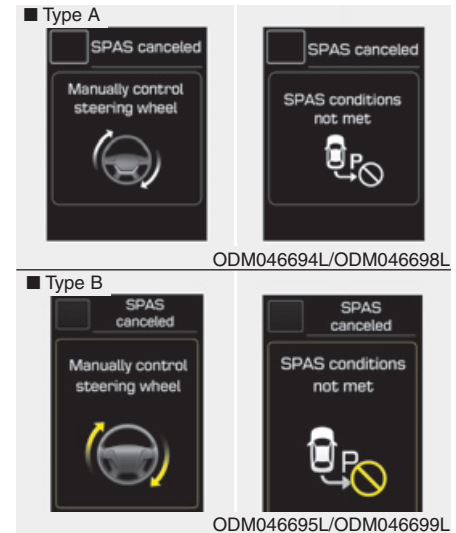 ■ Type A
SPAS canceled
Manually control
steering wheel
SPAS canceled
SPAS conditions
not met
P
ODM046694L/ODM046698L
■ Type B
SPAS
canceled
Manually control
steering wheel
SPAS
canceled
SPAS conditions
not met
P
ODM046695L/ODM046699L